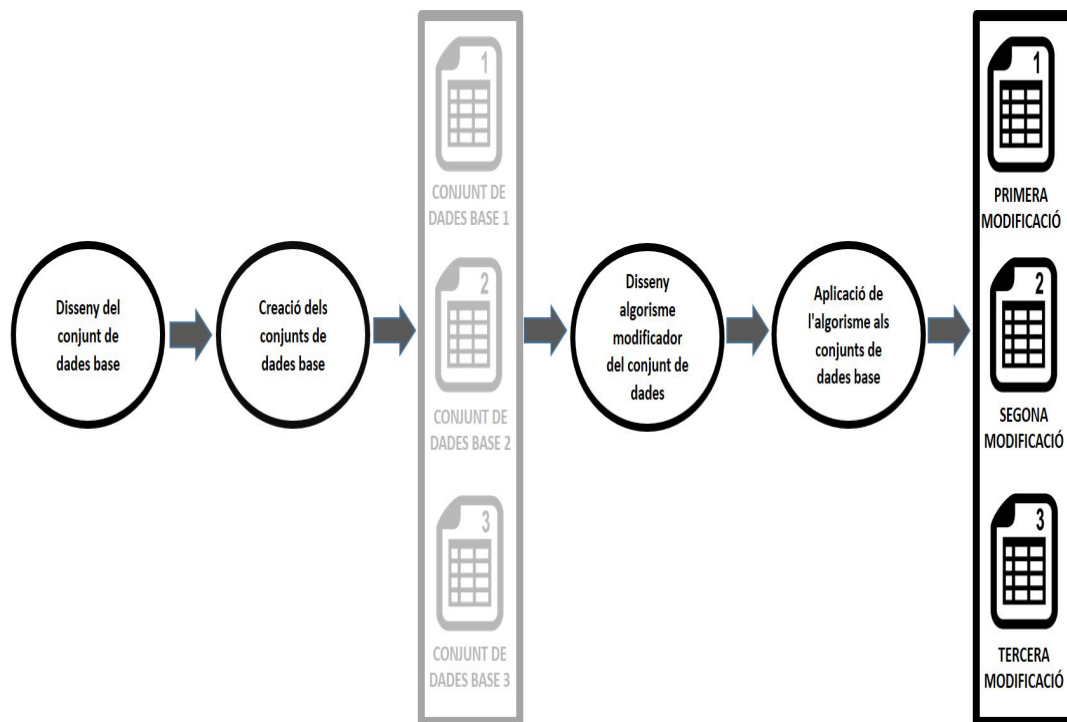 Disseny del
conjunt de
dades base
Creació dels
conjunts de
dades base
1
CONJUNT DE
DADES BASE 1
2
CONJUNT DE
DADES BASE 2
3
CONJUNT DE
DADES BASE 3
Disseny
algorisme
modificador
del conjunt de
dades
Aplicació de
l'algorisme als
conjunts de
dades base
1
PRIMERA
MODIFICACIÓ
2
SEGONA
MODIFICACIÓ
3
TERCERA
MODIFICACIÓ